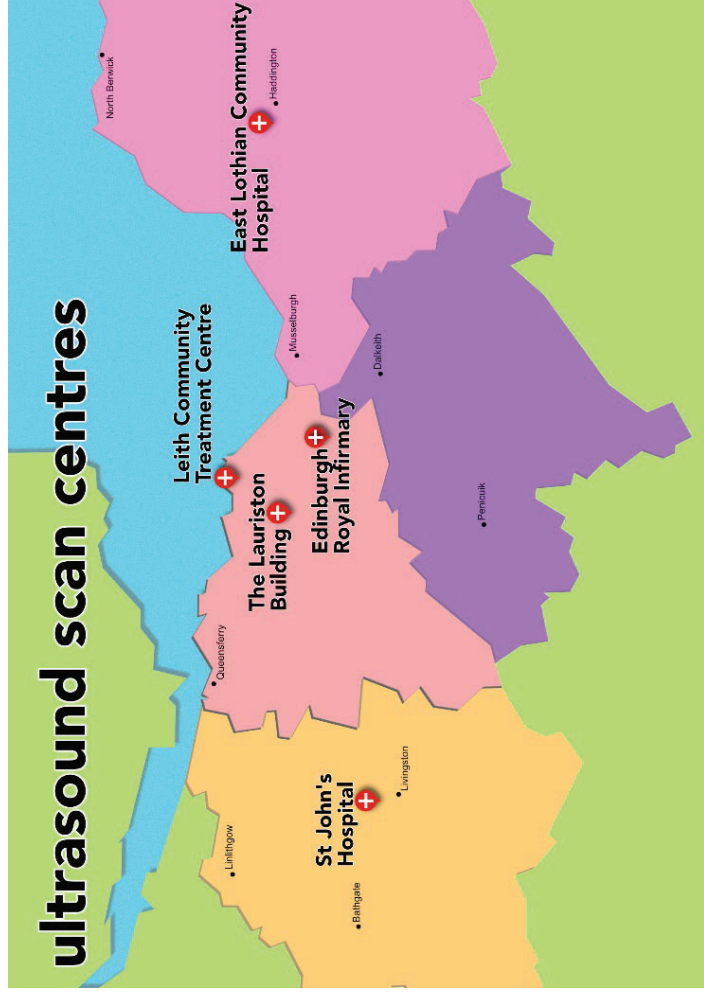 ultrasound scan centres
Leith Community
Treatment Centre
East Lothian Community
Hospital
North Berwick
Haddington
The Lauriston
Building
Musselburgh
Queensferry
Edinburgh
Royal Infirmary
Dalkeith
Linlithgow
St John's
Hospital
Livingston
Bathgate
Penicuik